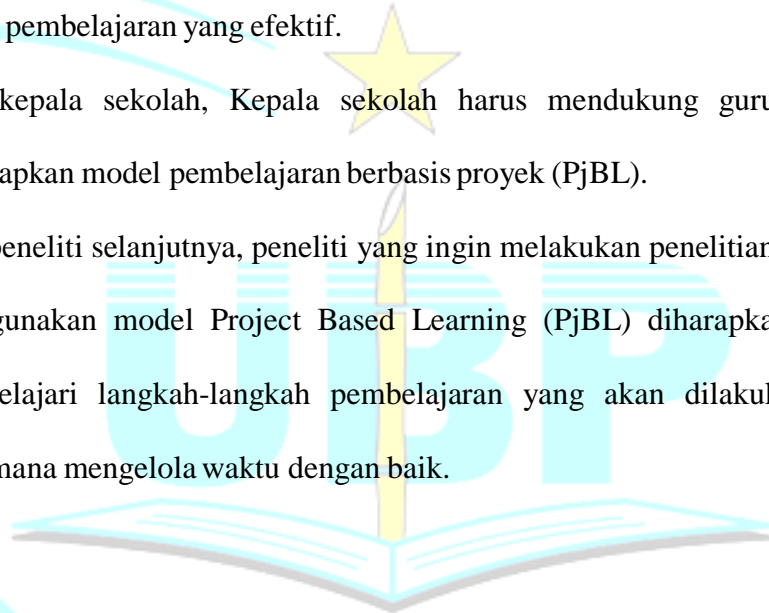 pembelajaran yang efektif.
kepala sekolah, Kepala sekolah harus mendukung guru
apkan model pembelajaran berbasis proyek (PjBL).
peneliti selanjutnya, peneliti yang ingin melakukan penelitian
gunakan model Project Based Learning (PjBL) diharapka
elajari langkah-langkah pembelajaran yang akan dilakuk
mana mengelola waktu dengan baik.
UBP